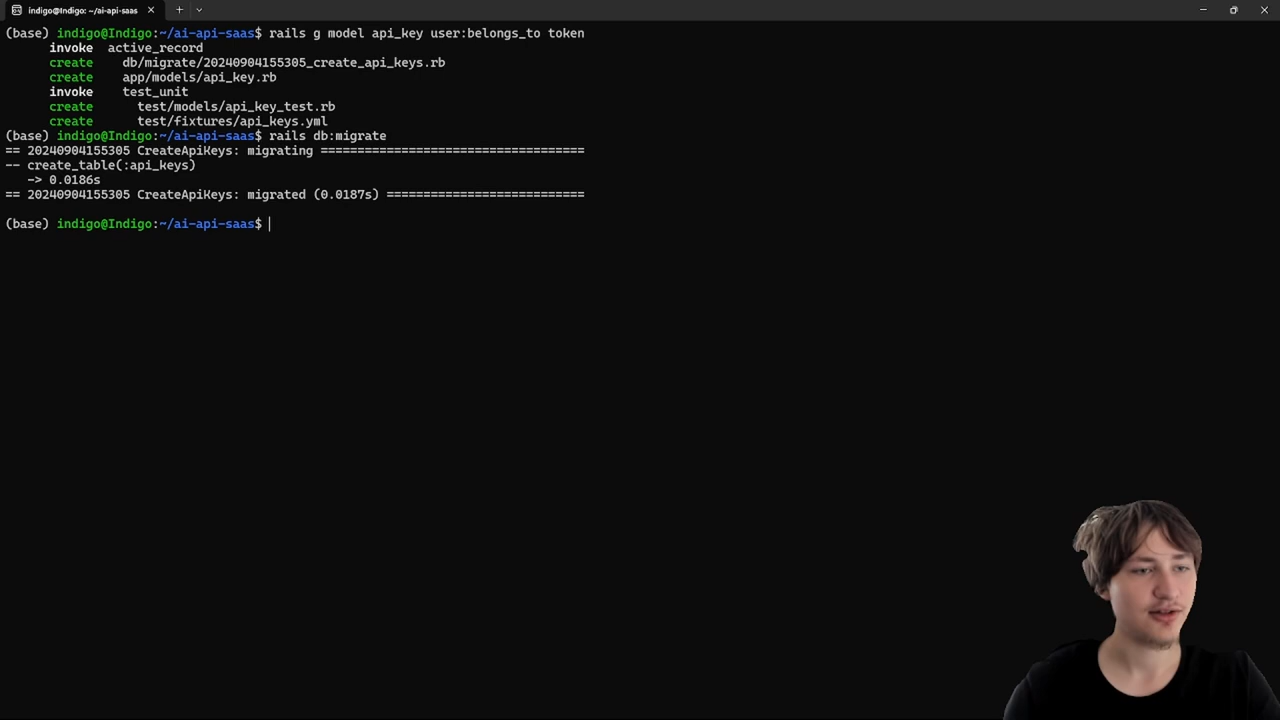 indigo@Indigo: ~/ai-api-saas
(base) indigo@Indigo:~/ai-api-saas$ rails g model api_key user:belongs_to token
invoke active_record
create db/migrate/20240904155305_create_api_keys.rb
create app/models/api_key.rb
invoke test_unit
create test/models/api_key_test.rb
create test/fixtures/api_keys.yml
(base) indigo@Indigo:~/ai-api-saas$ rails db:migrate
== 20240904155305 CreateApiKeys: migrating ====================================
-- create_table(:api_keys)
-> 0.0186s
== 20240904155305 CreateApiKeys: migrated (0.0187s) ===========================
(base) indigo@Indigo:~/ai-api-saas$